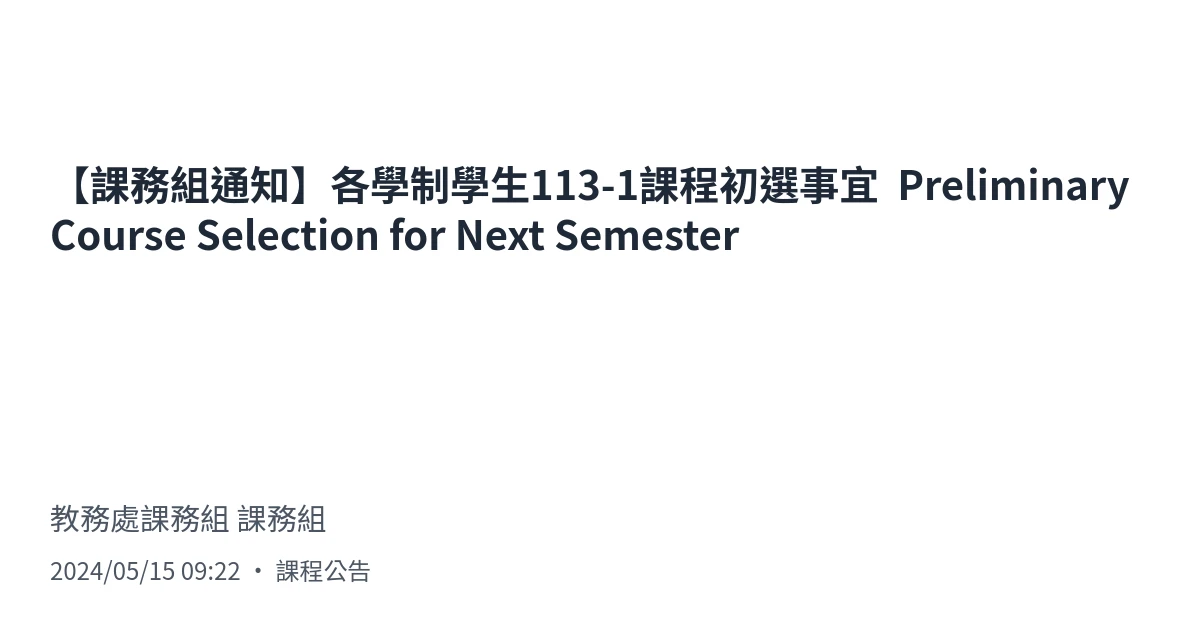 【課務組通知】各學制學生113-1課程初選事宜  Preliminary
Course Selection for Next Semester
教務處課務組 課務組
2024/05/15 09:22 ・ 課程公告